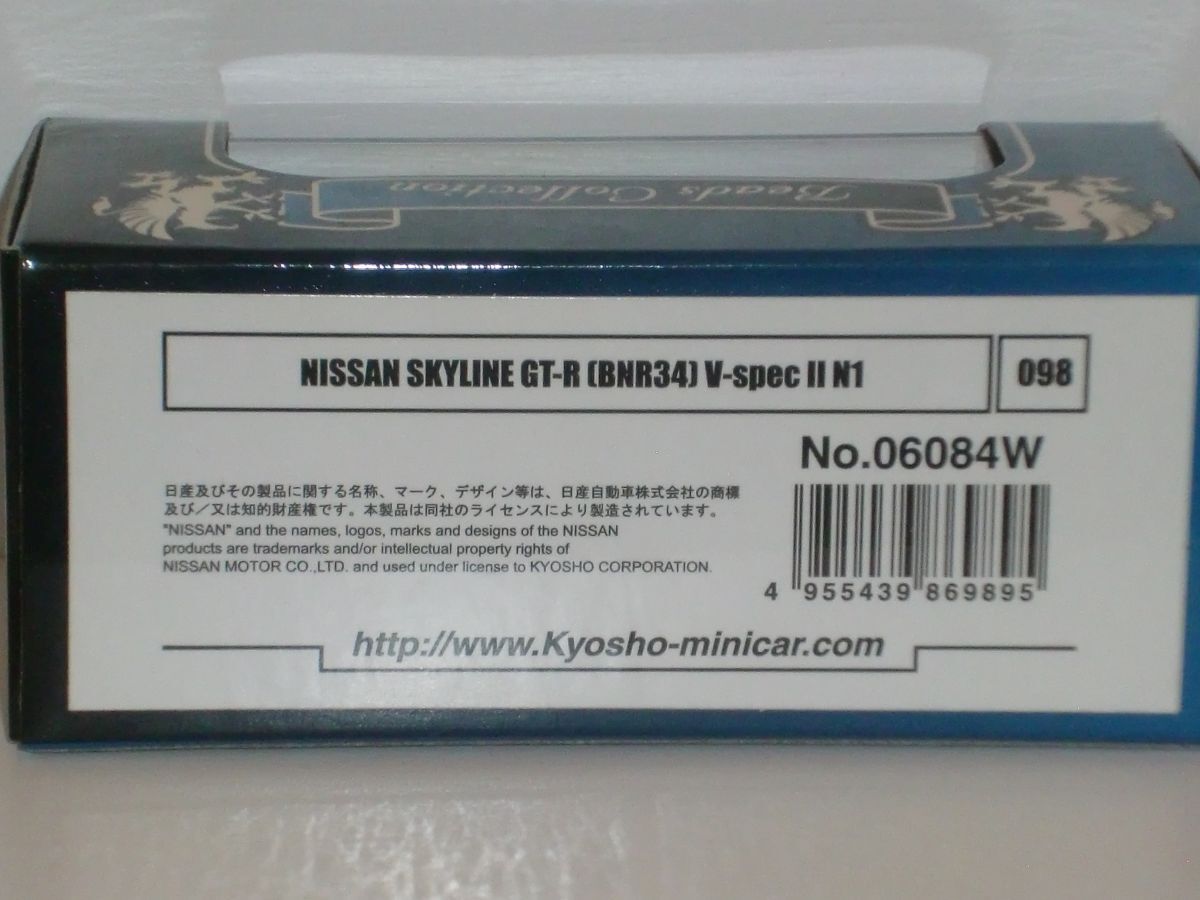 Beads Collection
NISSAN SKYLINE GT-R (BNR34) V-spec II N1
098
No.06084W
日産及びその製品に関する名称、マーク、デザイン等は、日産自動車株式会社の商標
及び／又は知的財産権です。本製品は同社のライセンスにより製造されています。
"NISSAN" and the names, logos, marks and designs of the NISSAN
products are trademarks and/or intellectual property rights of
NISSAN MOTOR CO.,LTD. and used under license to KYOSHO CORPORATION.
4 955439 869895
http://www.Kyosho-minicar.com